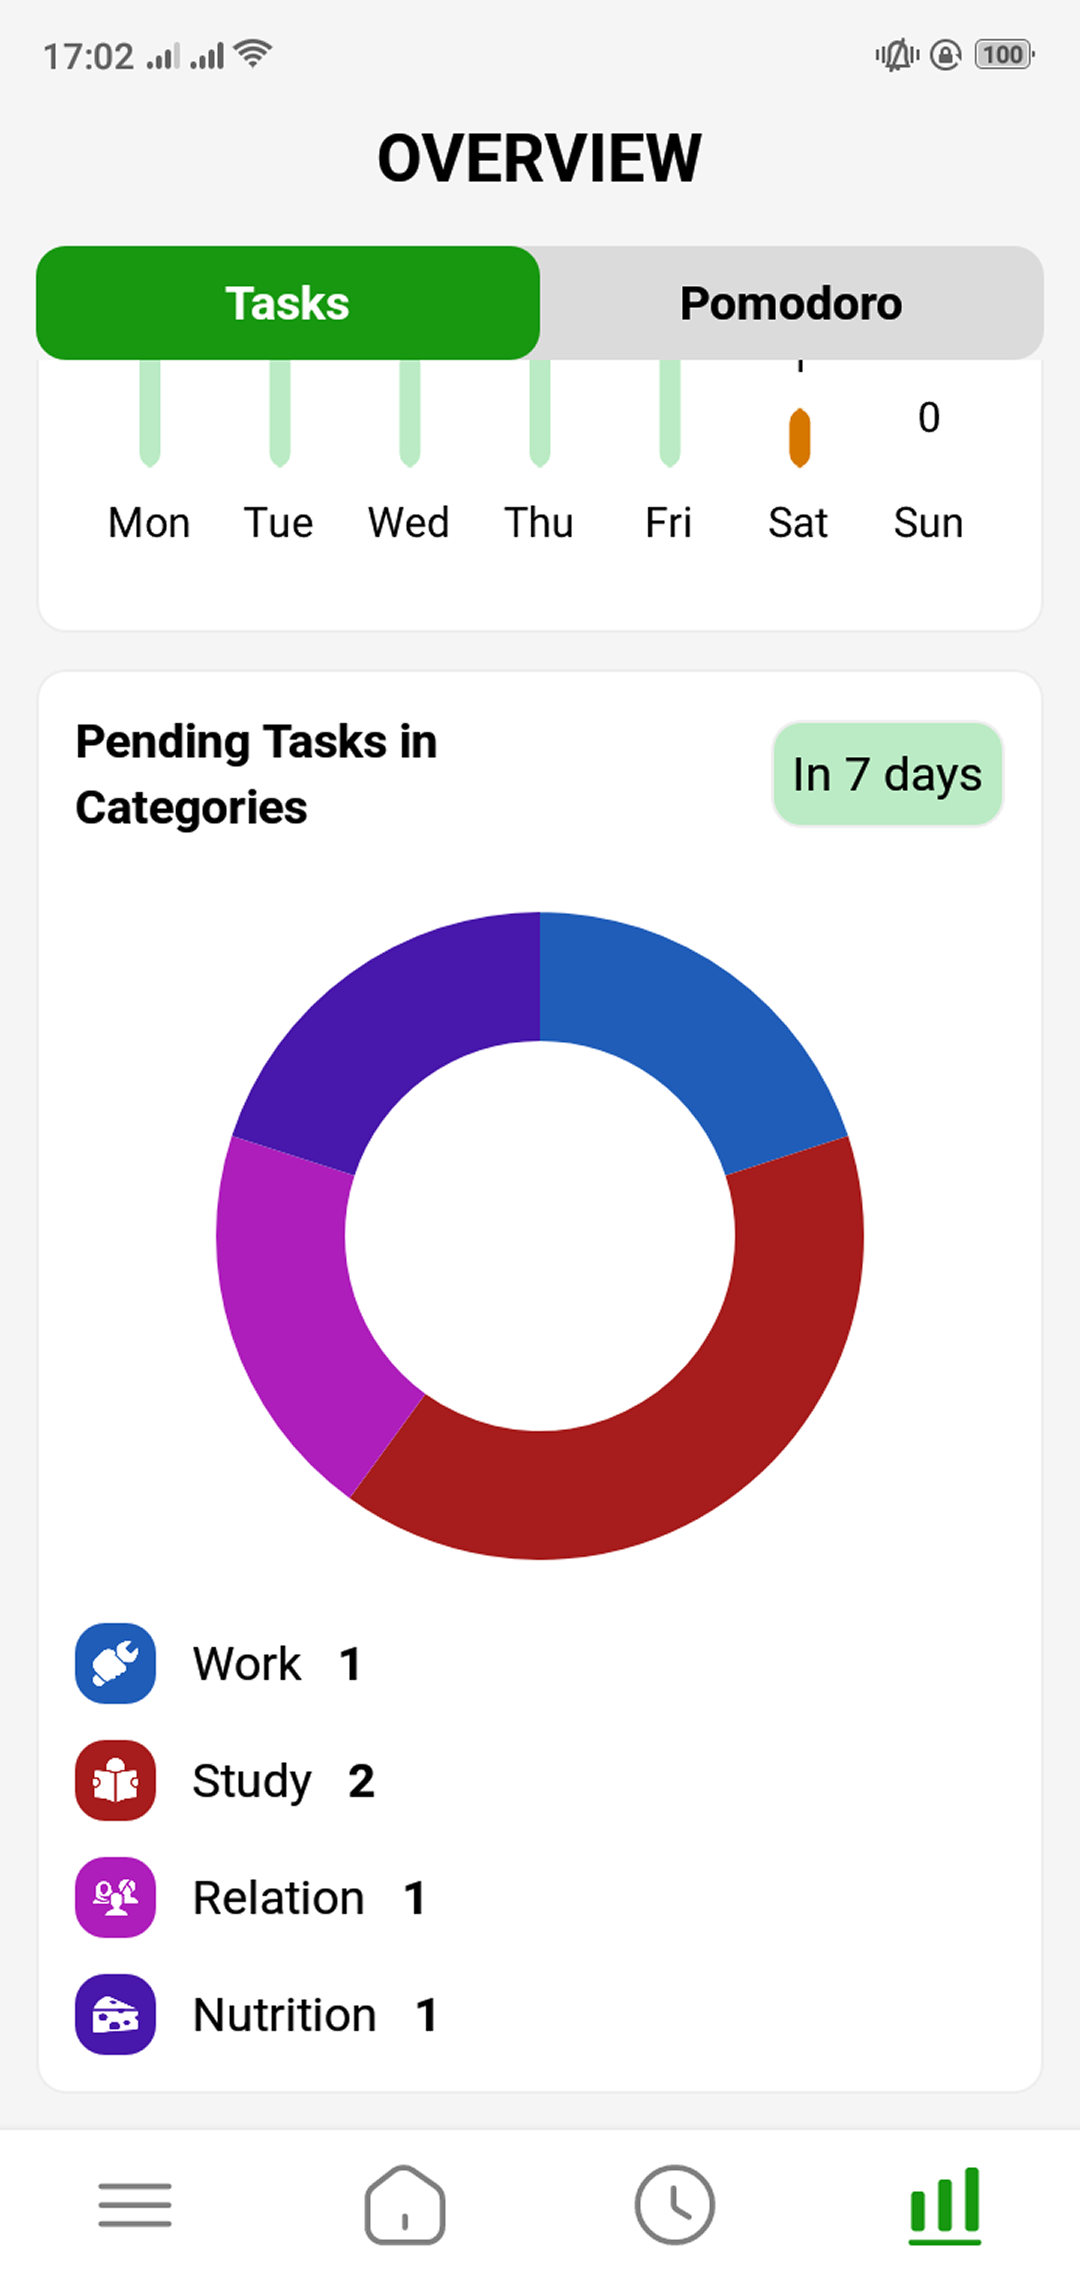 17:02 100
OVERVIEW
Tasks Pomodoro
0
Mon Tue Wed Thu Fri Sat Sun
Pending Tasks in
Categories
In 7 days
Work 1
Study 2
Relation 1
Nutrition 1